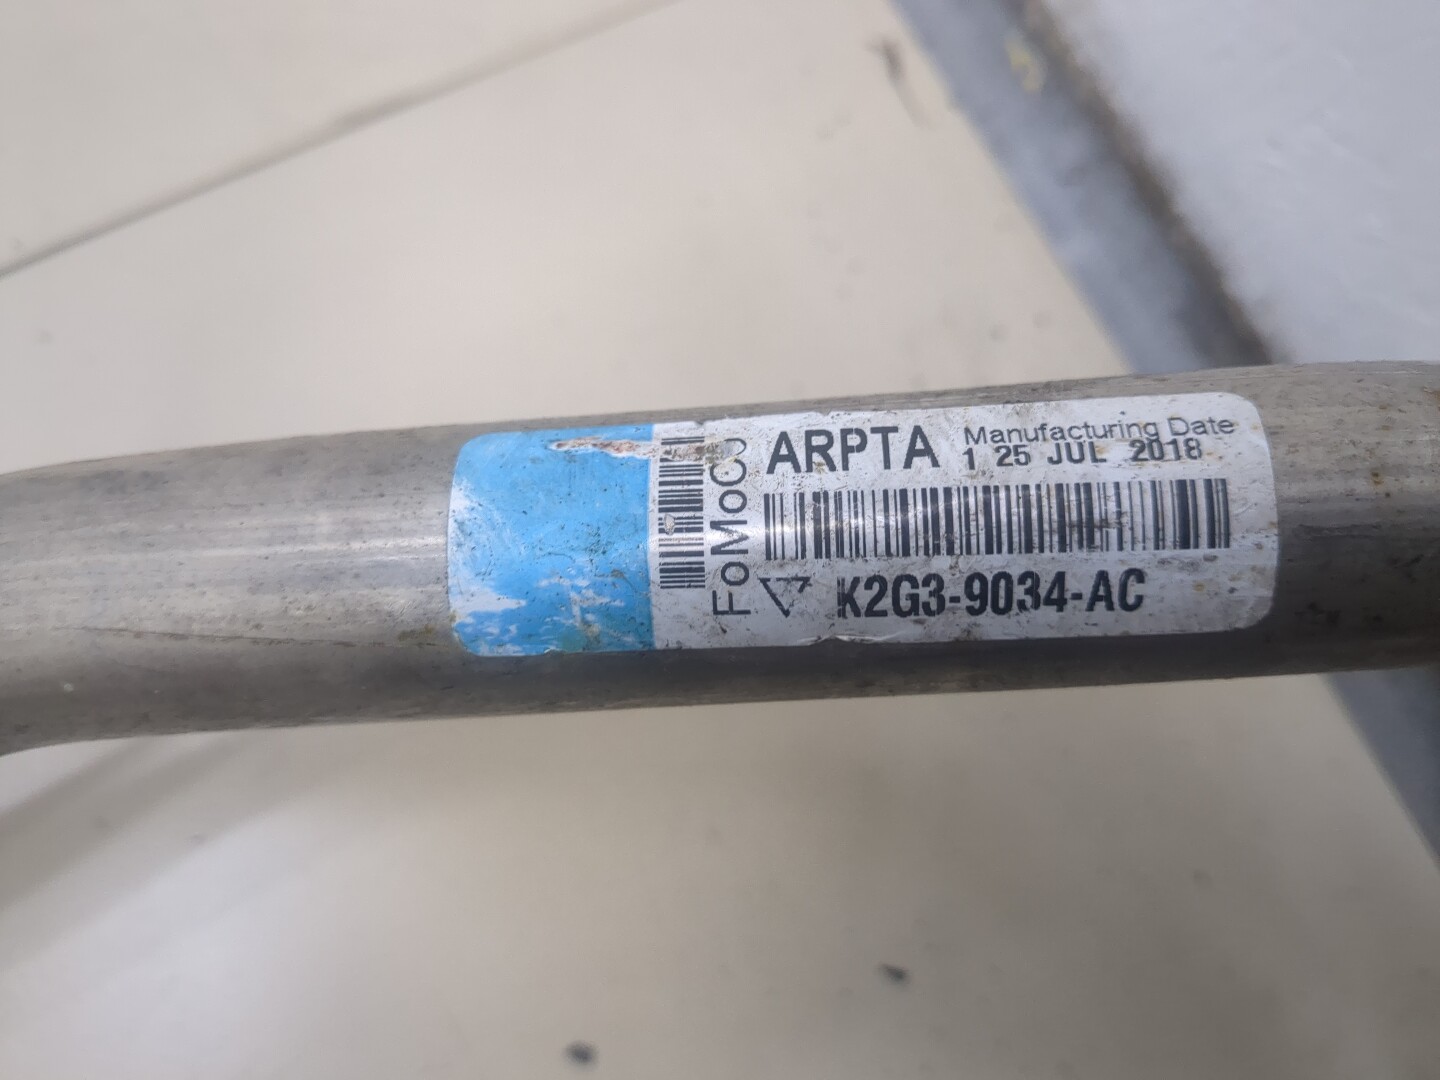 FoMoCo
ARPTA
Manufacturing Date
1 25 JUL 2018
K2G3-9034-AC